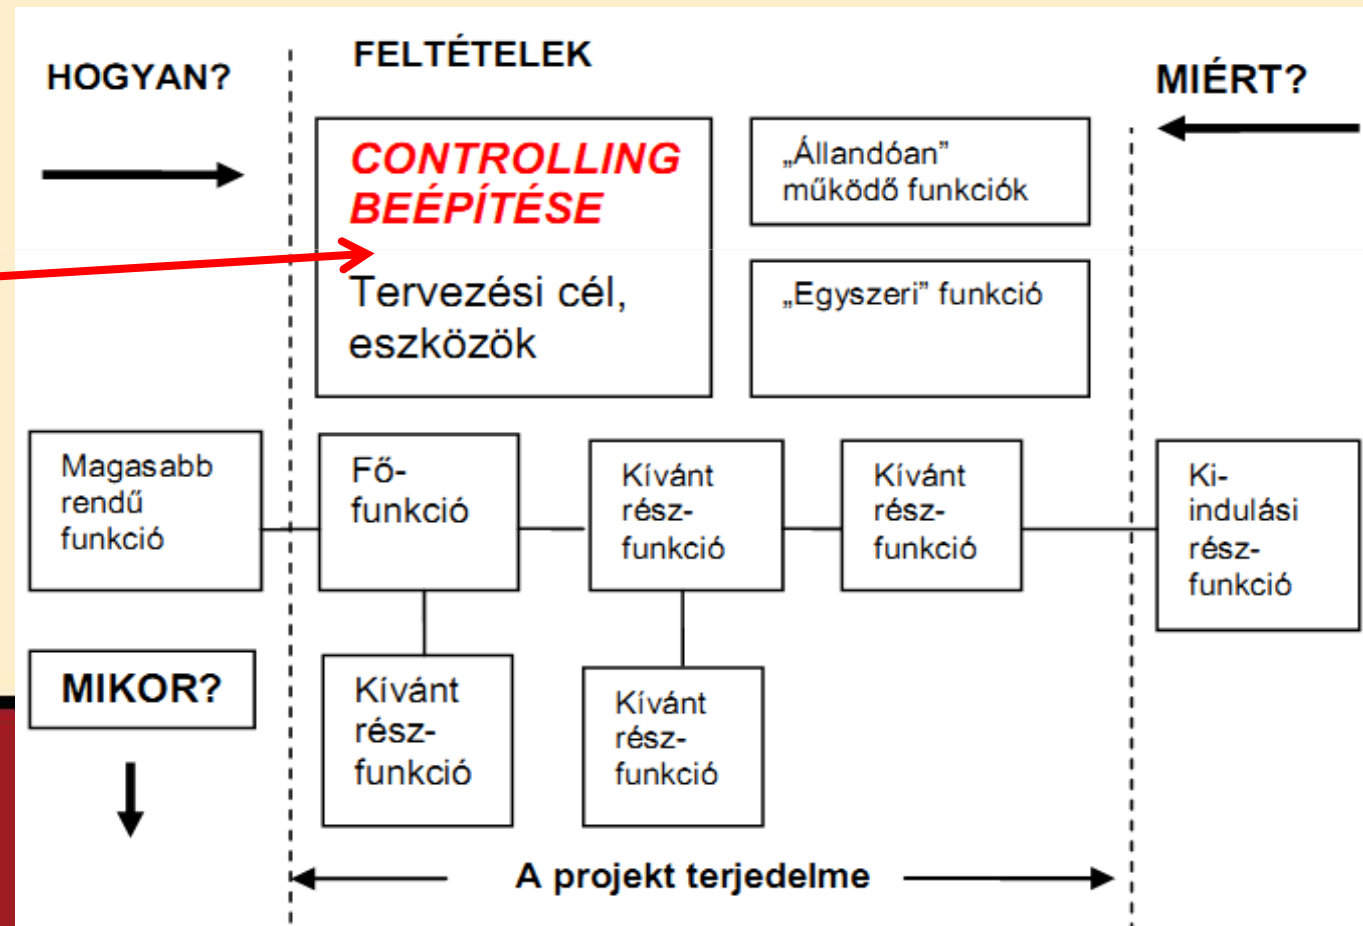 HOGYAN?
FELTÉTELEK
MIÉRT?
CONTROLLING
BEÉPÍTÉSE
Tervezési cél,
eszközök
„Állandóan”
működő funkciók
„Egyszeri” funkció
Magasabb
rendű
funkció
Fő-
funkció
Kívánt
rész-
funkció
Kívánt
rész-
funkció
Ki-
indulási
rész-
funkció
MIKOR?
Kívánt
rész-
funkció
Kívánt
rész-
funkció
A projekt terjedelme